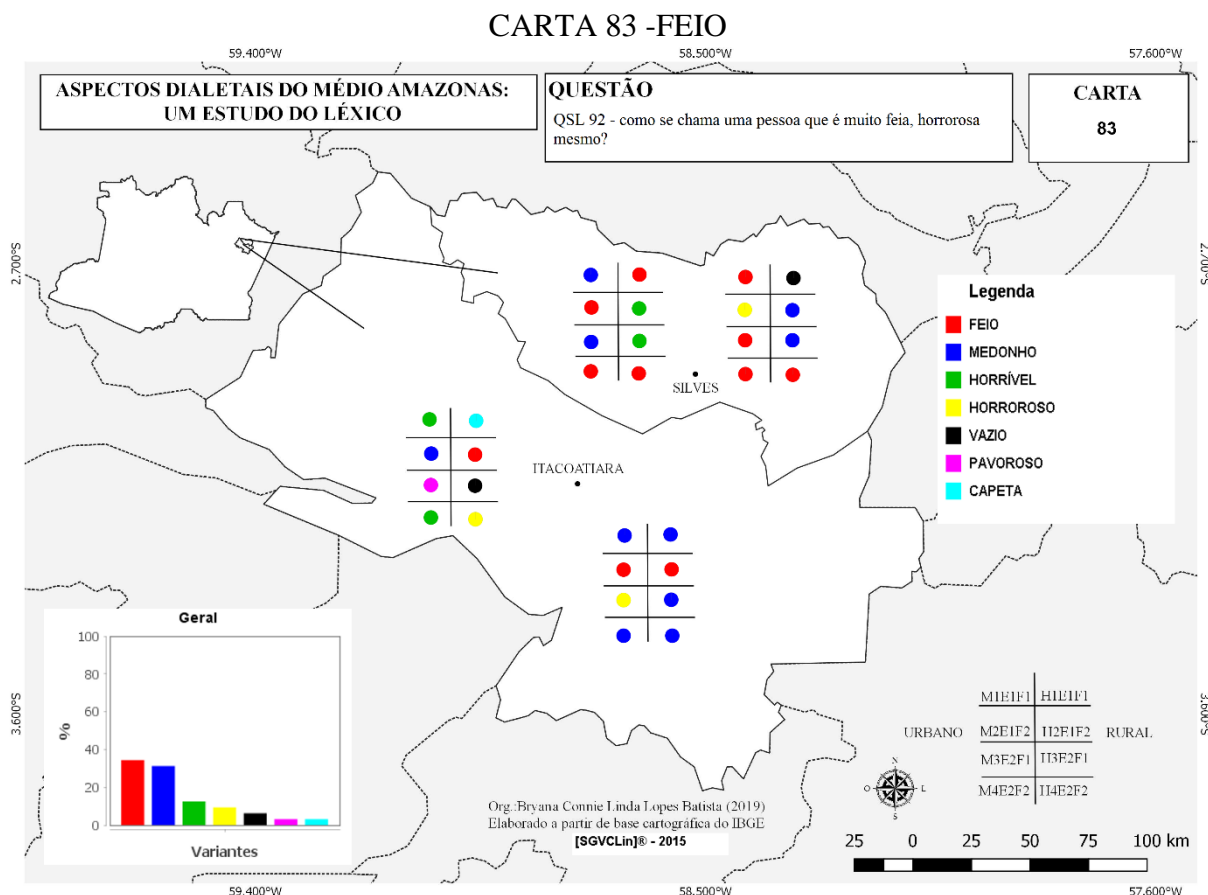 CARTA 83 -FEIO
59.400°W 58.500°W 57.600°W
ASPECTOS DIALETAIS DO MÉDIO AMAZONAS:
UM ESTUDO DO LÉXICO
QUESTÃO
QSL 92 - como se chama uma pessoa que é muito feia, horrorosa
mesmo?
CARTA
83
2.700°S
2.700°S
Legenda
FEIO
MEDONHO
HORRÍVEL
HORROROSO
VAZIO
PAVOROSO
CAPETA
SILVES
ITACOATIARA
Geral
100
80
60
40
20
0
%
Variantes
3.600°S
3.600°S
M1E1F1 H1E1F1
URBANO M2E1F2 H2E1F2 RURAL
M3E2F1 H3E2F1
M4E2F2 H4E2F2
N
O L
S
Org.:Bryana Connie Linda Lopes Batista (2019)
Elaborado a partir de base cartográfica do IBGE
[SGVCLin]® - 2015
25 0 25 50 75 100 km
59.400°W 58.500°W 57.600°W